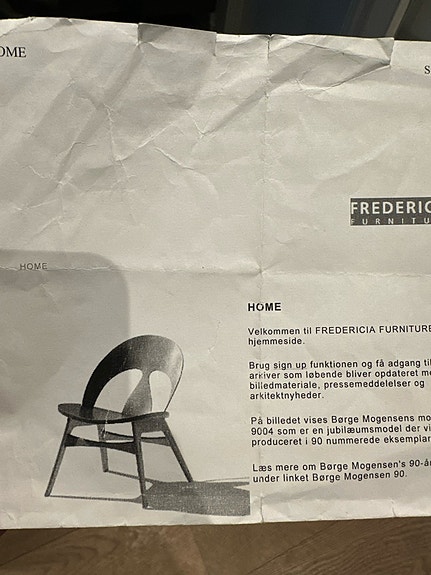 OME
S
FREDERIC
FURNITU
HOME
HOME
Velkommen til FREDERICIA FURNITURE
hjemmeside.
Brug sign up funktionen og få adgang til
arkiver som løbende bliver opdateret me
billedmateriale, pressemeddelelser og
arkitektnyheder.
På billedet vises Børge Mogensens mo
9004 som er en jubilæumsmodel der vi
produceret i 90 nummerede eksemplar
Læs mere om Børge Mogensen's 90-år
under linket Børge Mogensen 90.